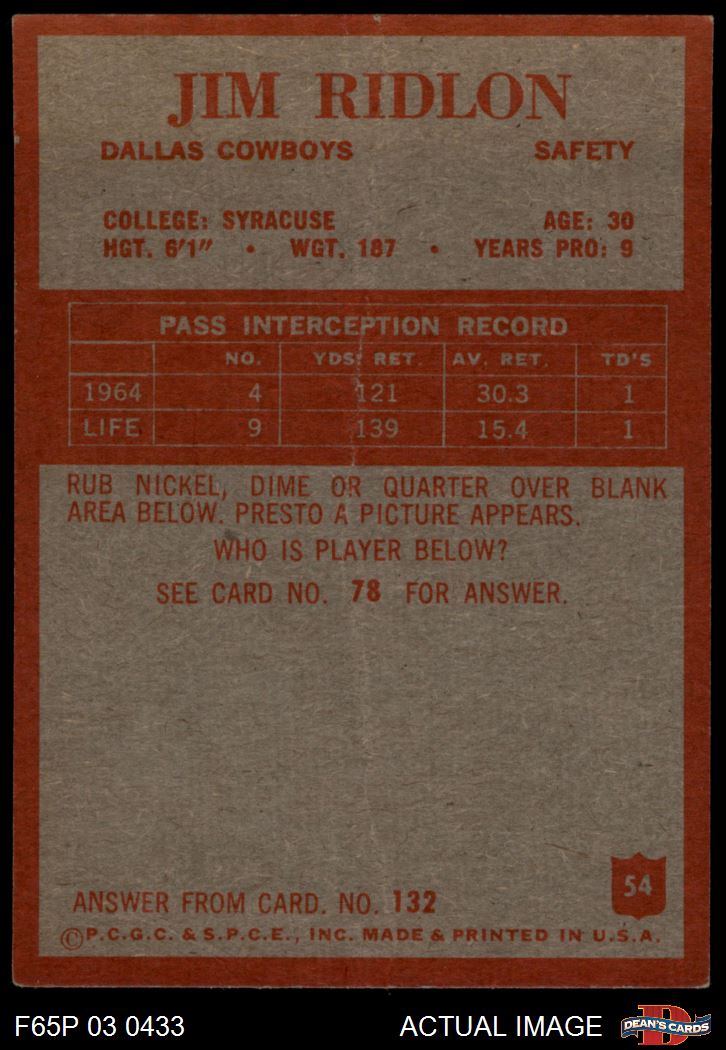 JIM RIDLON
DALLAS COWBOYS SAFETY
COLLEGE: SYRACUSE AGE: 30
HGT. 6'1" • WGT. 187 • YEARS PRO: 9
PASS INTERCEPTION RECORD
NO. YDS. RET. AV. RET. TD'S
1964 4 121 30.3 1
LIFE 9 139 15.4 1
RUB NICKEL, DIME OR QUARTER OVER BLANK
AREA BELOW. PRESTO A PICTURE APPEARS.
WHO IS PLAYER BELOW?
SEE CARD NO. 78 FOR ANSWER.
54
ANSWER FROM CARD. NO. 132
©P.C.G.C. & S.P.C.E., INC. MADE & PRINTED IN U.S.A.
F65P 03 0433 ACTUAL IMAGE D DEAN'S CARDS